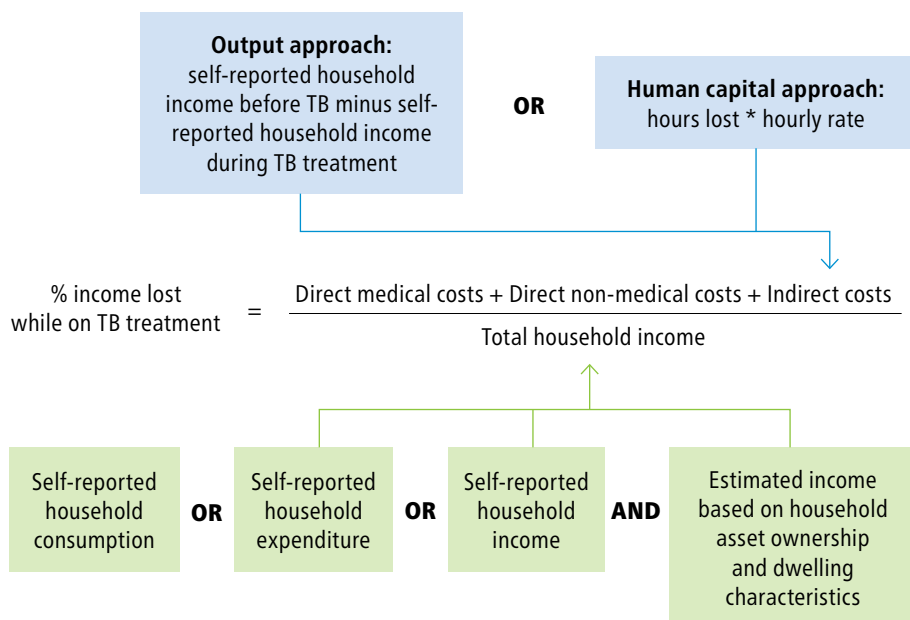 Output approach:
self-reported household
income before TB minus self-
reported household income
during TB treatment
OR
Human capital approach:
hours lost * hourly rate
% income lost
while on TB treatment
=
Direct medical costs + Direct non-medical costs + Indirect costs
Total household income
Self-reported
household
consumption
OR
Self-reported
household
expenditure
OR
Self-reported
household
income
AND
Estimated income
based on household
asset ownership
and dwelling
characteristics